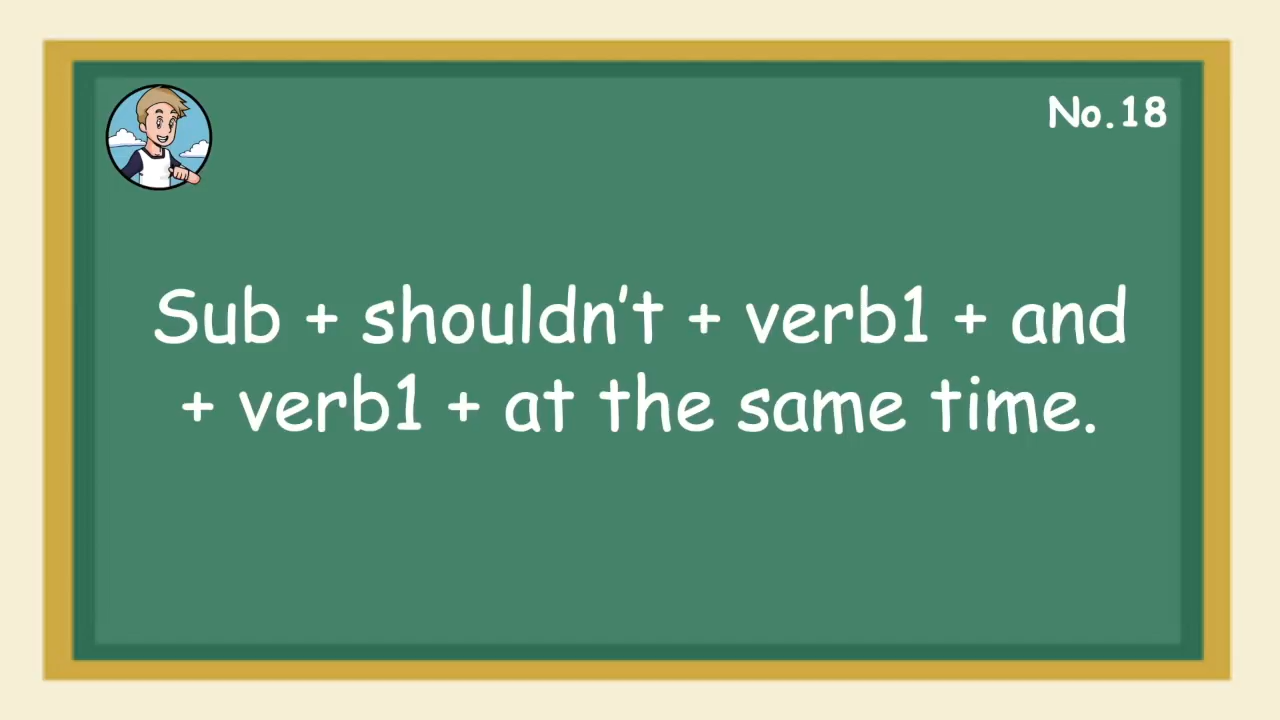 No.18
Sub + shouldn’t + verb1 + and
+ verb1 + at the same time.